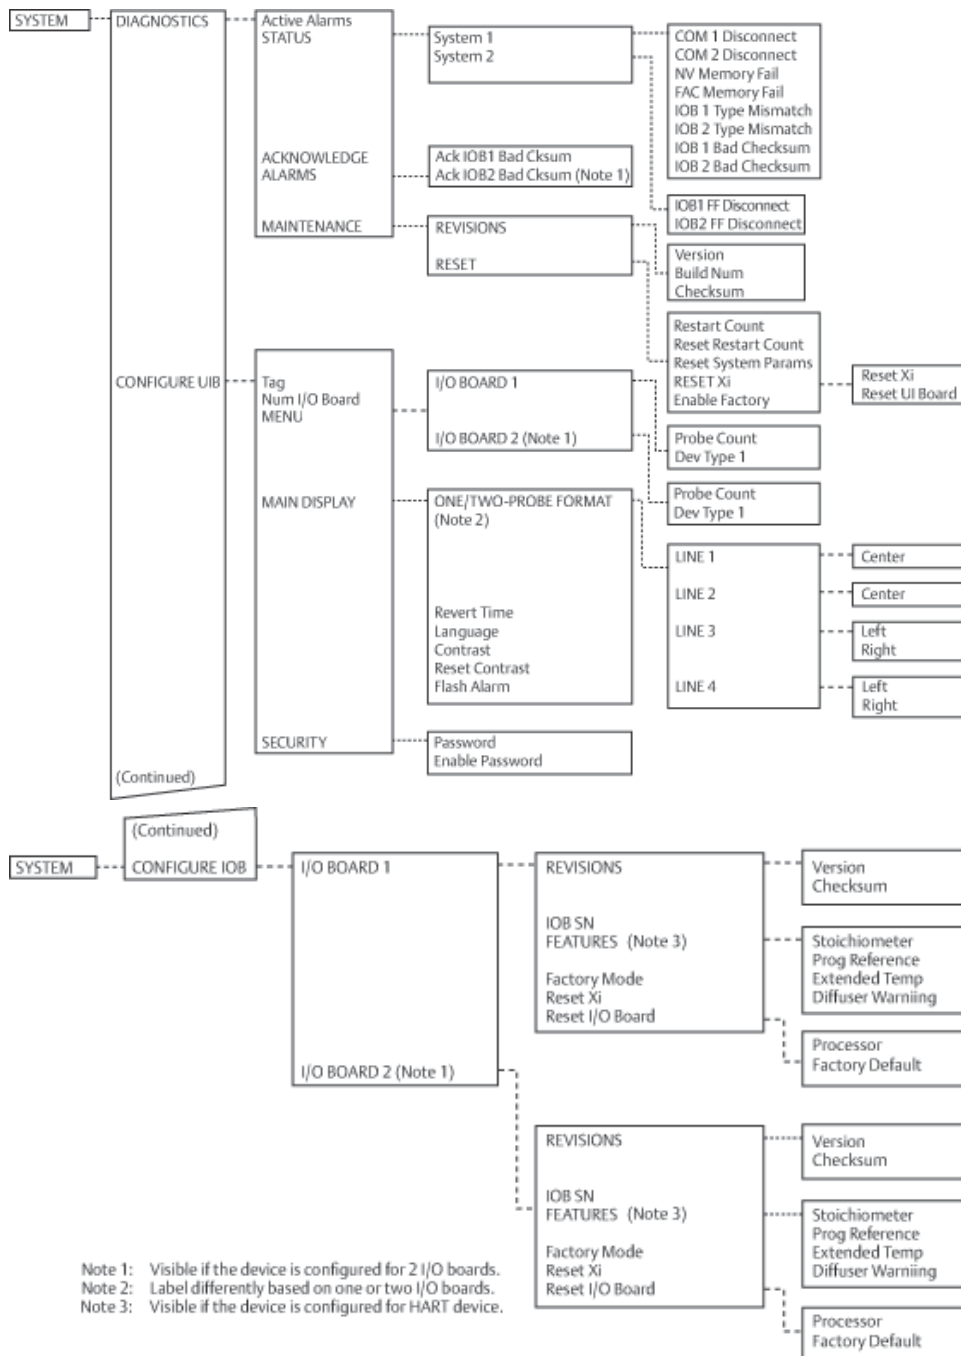 SYSTEM
DIAGNOSTICS
Active Alarms
STATUS
System 1
System 2
COM 1 Disconnect
COM 2 Disconnect
NV Memory Fail
FAC Memory Fail
IOB 1 Type Mismatch
IOB 2 Type Mismatch
IOB 1 Bad Checksum
IOB 2 Bad Checksum
IOB1 FF Disconnect
IOB2 FF Disconnect
ACKNOWLEDGE
ALARMS
Ack IOB1 Bad Cksum
Ack IOB2 Bad Cksum (Note 1)
MAINTENANCE
REVISIONS
RESET
Version
Build Num
Checksum
Restart Count
Reset Restart Count
Reset System Params
RESET Xi
Enable Factory
Reset Xi
Reset UI Board
CONFIGURE UIB
Tag
Num I/O Board
MENU
I/O BOARD 1
I/O BOARD 2 (Note 1)
Probe Count
Dev Type 1
Probe Count
Dev Type 1
MAIN DISPLAY
ONE/TWO-PROBE FORMAT
(Note 2)
Revert Time
Language
Contrast
Reset Contrast
Flash Alarm
LINE 1
Center
LINE 2
Center
LINE 3
Left
Right
LINE 4
Left
Right
SECURITY
Password
Enable Password
(Continued)
(Continued)
SYSTEM
CONFIGURE IOB
I/O BOARD 1
REVISIONS
Version
Checksum
IOB SN
FEATURES (Note 3)
Stoichiometer
Prog Reference
Extended Temp
Diffuser Warniing
Factory Mode
Reset Xi
Reset I/O Board
Processor
Factory Default
I/O BOARD 2 (Note 1)
REVISIONS
Version
Checksum
IOB SN
FEATURES (Note 3)
Stoichiometer
Prog Reference
Extended Temp
Diffuser Warniing
Factory Mode
Reset Xi
Reset I/O Board
Processor
Factory Default
Note 1: Visible if the device is configured for 2 I/O boards.
Note 2: Label differently based on one or two I/O boards.
Note 3: Visible if the device is configured for HART device.